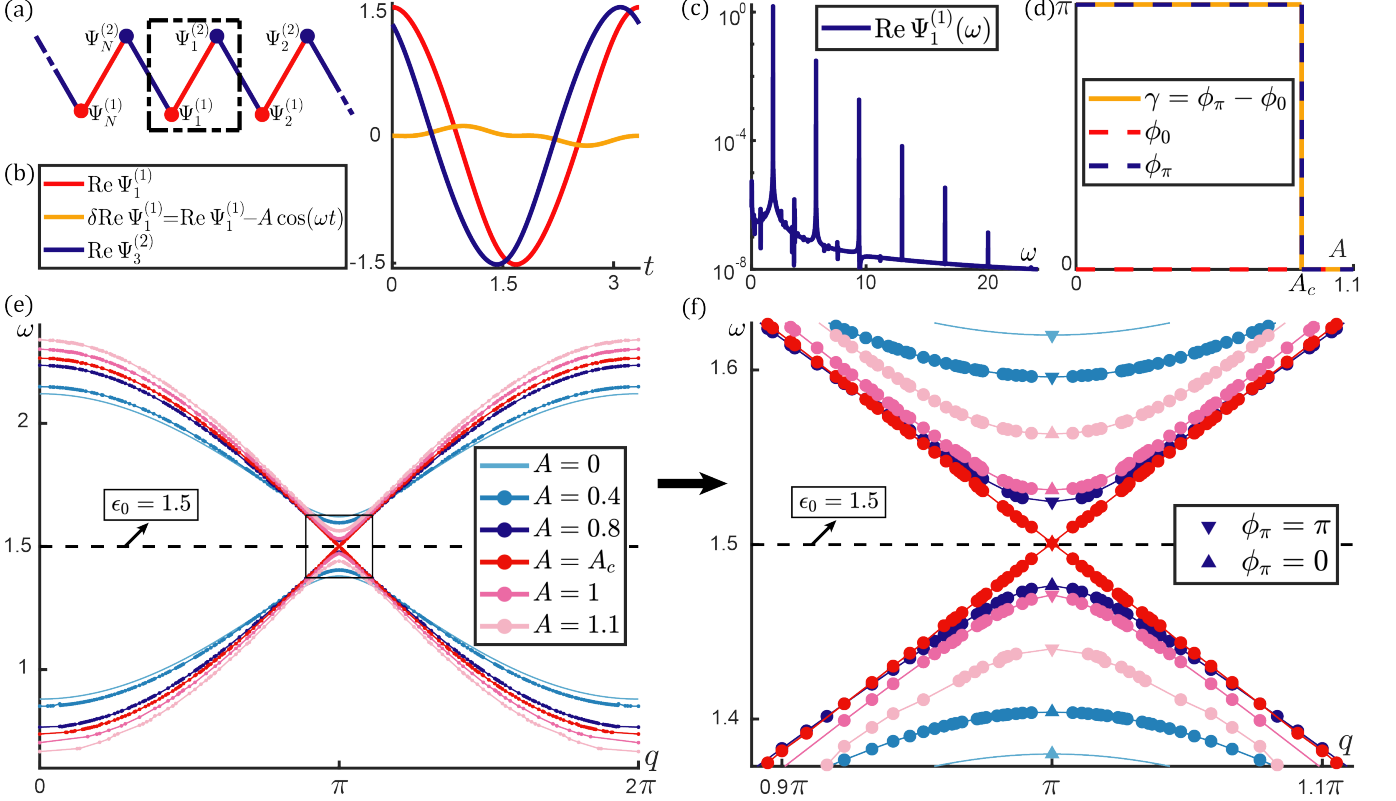 (a)
Ψ_N^(2) Ψ_1^(2) Ψ_2^(2)
Ψ_N^(1) Ψ_1^(1) Ψ_2^(1)
(b)
Re Ψ_1^(1)
δRe Ψ_1^(1)=Re Ψ_1^(1)−A cos(ωt)
Re Ψ_3^(2)
1.5
0
−1.5
0 1.5 3 t
(c)
10^0
10^-4
10^-8
Re Ψ_1^(1)(ω)
ω
0 10 20
(d)
π
γ = ϕ_π − ϕ_0
ϕ_0
ϕ_π
0
A
A_c 1.1
(e)
ω
2
1.5
1
ϵ_0 = 1.5
A = 0
A = 0.4
A = 0.8
A = A_c
A = 1
A = 1.1
0 π 2π
q
(f)
ω
1.6
1.5
1.4
ϵ_0 = 1.5
ϕ_π = π
ϕ_π = 0
q
0.9π π 1.1π